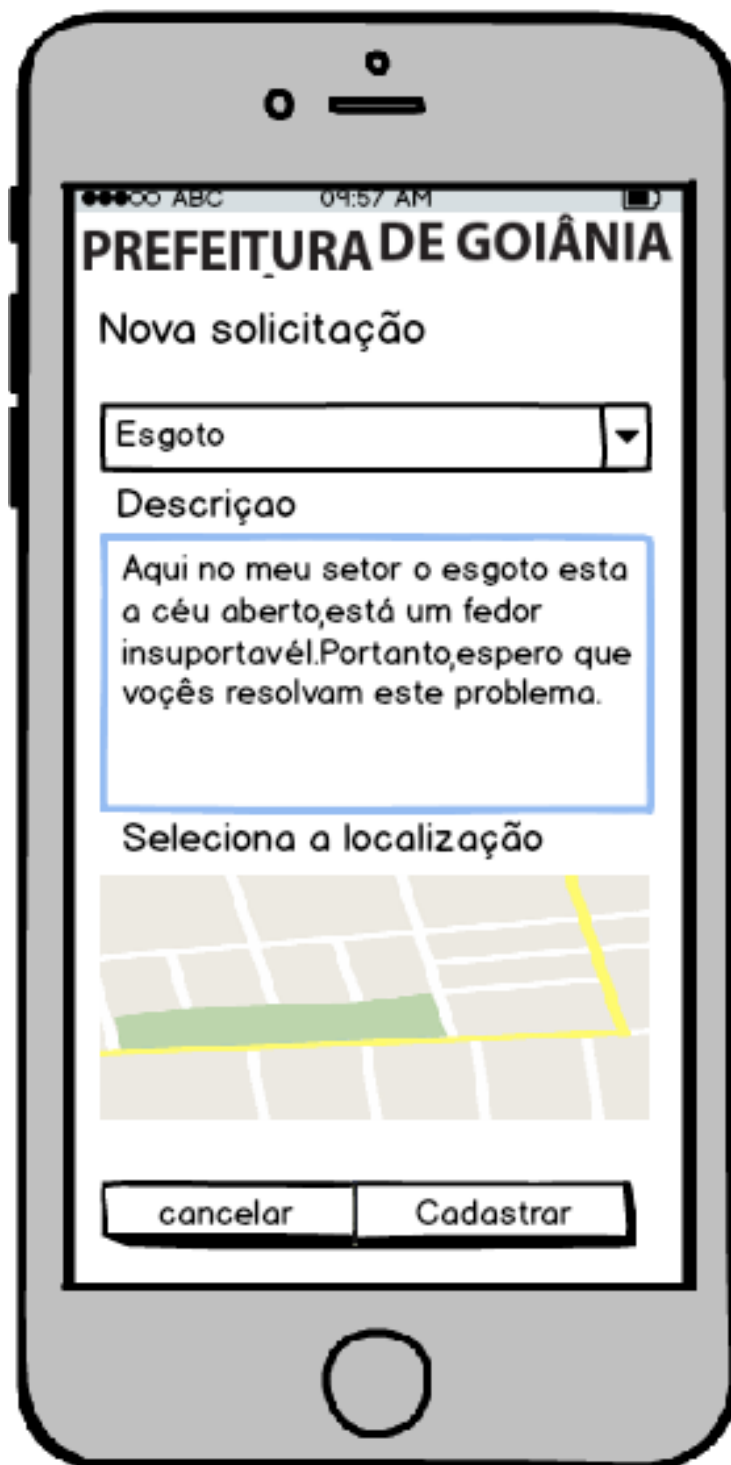 ABC 09:57 AM
PREFEITURA DE GOIÂNIA
Nova solicitação
Esgoto
Descriçao
Aqui no meu setor o esgoto esta
a céu aberto,está um fedor
insuportavél.Portanto,espero que
voçês resolvam este problema.
Seleciona a localização
cancelar Cadastrar